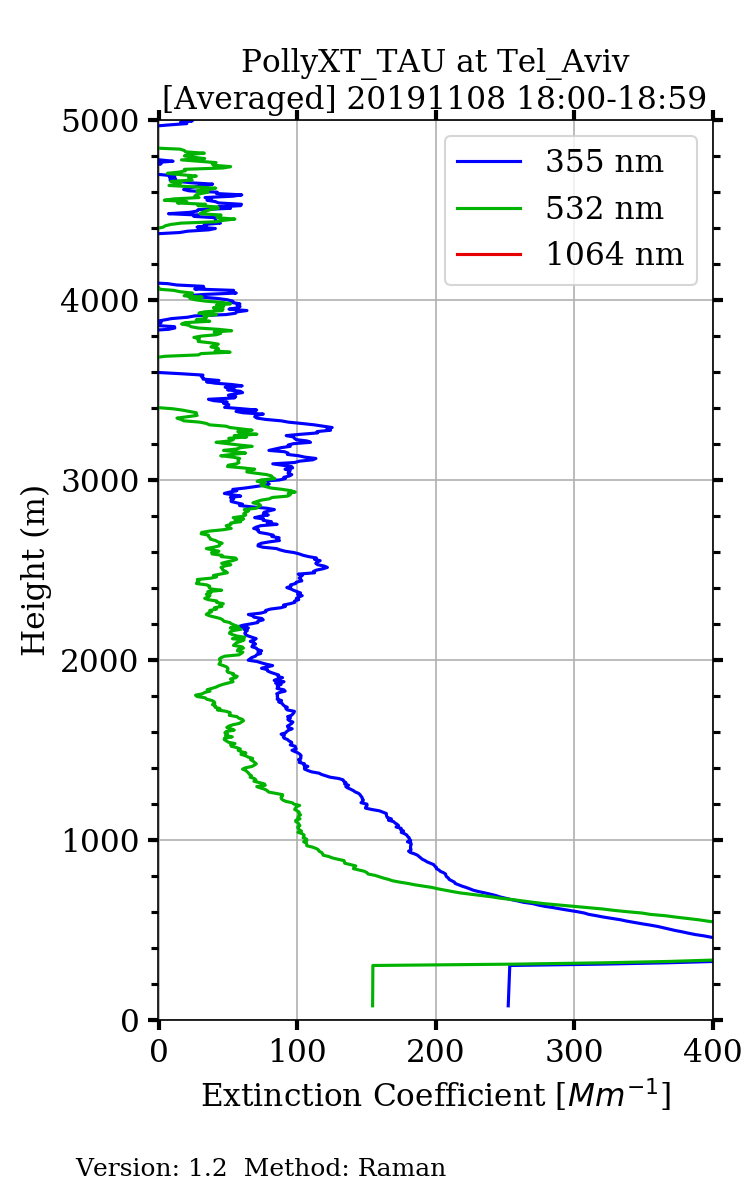 PollyXT_TAU at Tel_Aviv
[Averaged] 20191108 18:00-18:59
5000
4000
3000
2000
1000
0
Height (m)
355 nm
532 nm
1064 nm
0 100 200 300 400
Extinction Coefficient [Mm⁻¹]
Version: 1.2 Method: Raman